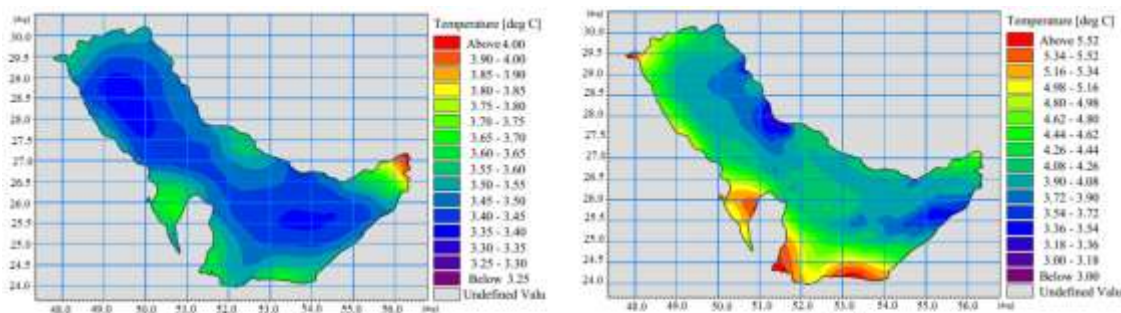 (deg)
Temperature [deg C]
Above 4.00
3.90 - 4.00
3.85 - 3.90
3.80 - 3.85
3.75 - 3.80
3.70 - 3.75
3.65 - 3.70
3.60 - 3.65
3.55 - 3.60
3.50 - 3.55
3.45 - 3.50
3.40 - 3.45
3.35 - 3.40
3.30 - 3.35
3.25 - 3.30
Below 3.25
Undefined Valu
30.0
29.5
29.0
28.5
28.0
27.5
27.0
26.5
26.0
25.5
25.0
24.5
24.0
48.0 49.0 50.0 51.0 52.0 53.0 54.0 55.0 56.0 (deg)
(deg)
Temperature [deg C]
Above 5.52
5.34 - 5.52
5.16 - 5.34
4.98 - 5.16
4.80 - 4.98
4.62 - 4.80
4.44 - 4.62
4.26 - 4.44
4.08 - 4.26
3.90 - 4.08
3.72 - 3.90
3.54 - 3.72
3.36 - 3.54
3.18 - 3.36
3.00 - 3.18
Below 3.00
Undefined Valu
30.0
29.5
29.0
28.5
28.0
27.5
27.0
26.5
26.0
25.5
25.0
24.5
24.0
48.0 49.0 50.0 51.0 52.0 53.0 54.0 55.0 56.0 (deg)